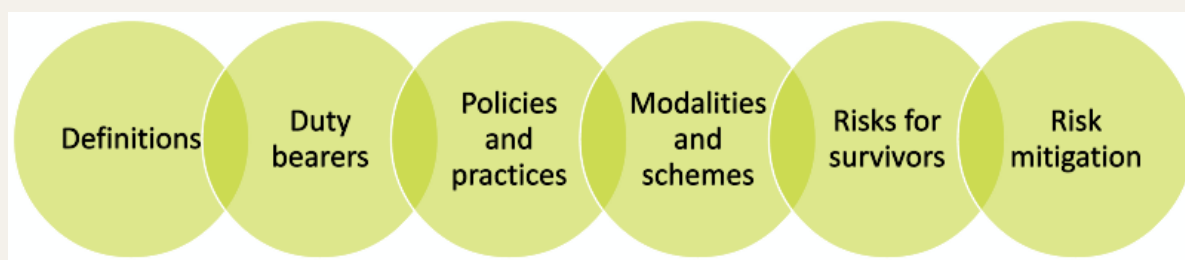 Definitions
Duty
bearers
Policies
and
practices
Modalities
and
schemes
Risks for
survivors
Risk
mitigation